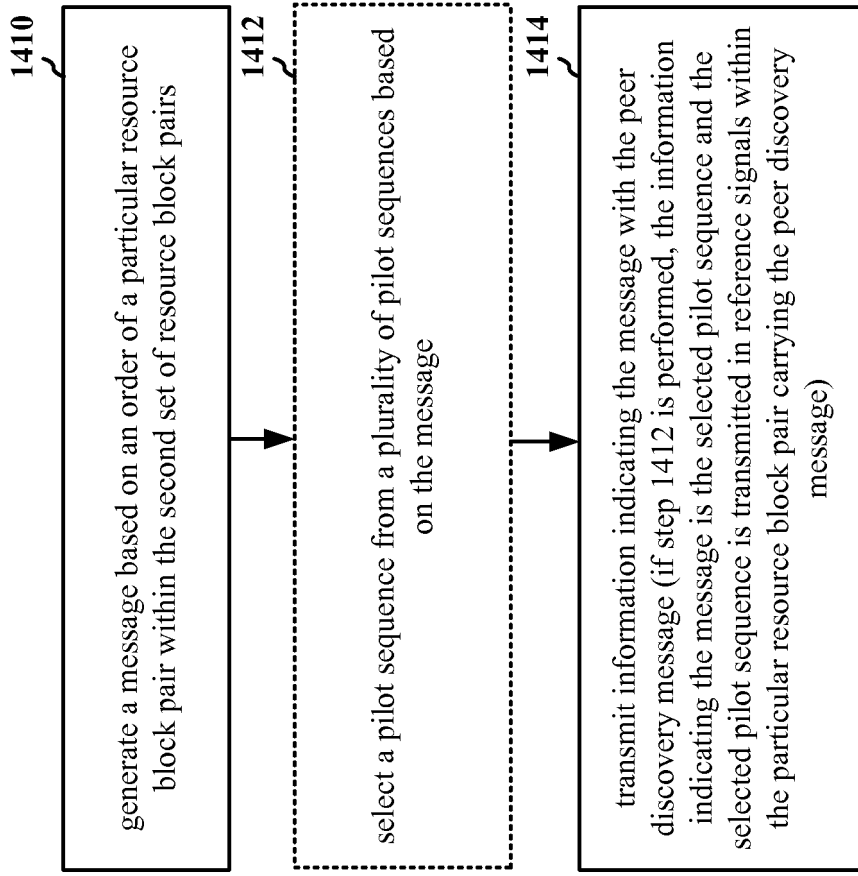 1410
generate a message based on an order of a particular resource
block pair within the second set of resource block pairs
1412
select a pilot sequence from a plurality of pilot sequences based
on the message
1414
transmit information indicating the message with the peer
discovery message (if step 1412 is performed, the information
indicating the message is the selected pilot sequence and the
selected pilot sequence is transmitted in reference signals within
the particular resource block pair carrying the peer discovery
message)